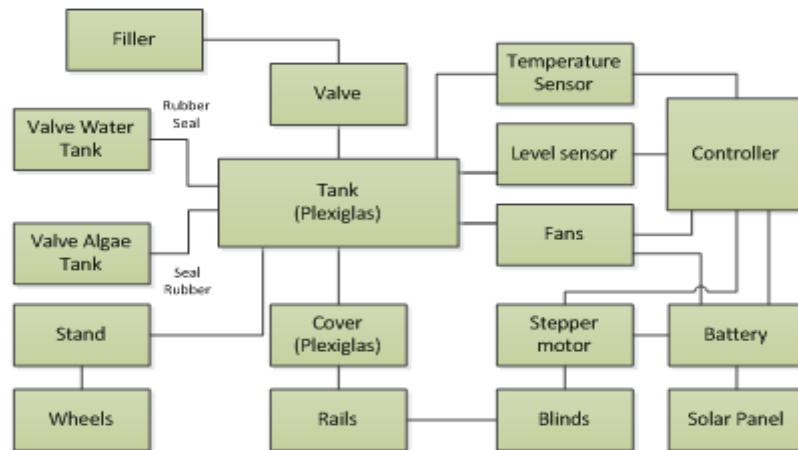 Filler
Valve
Temperature
Sensor
Rubber
Seal
Valve Water
Tank
Level sensor
Controller
Tank
(Plexiglas)
Valve Algae
Tank
Fans
Seal
Rubber
Stand
Cover
(Plexiglas)
Stepper
motor
Battery
Wheels
Rails
Blinds
Solar Panel